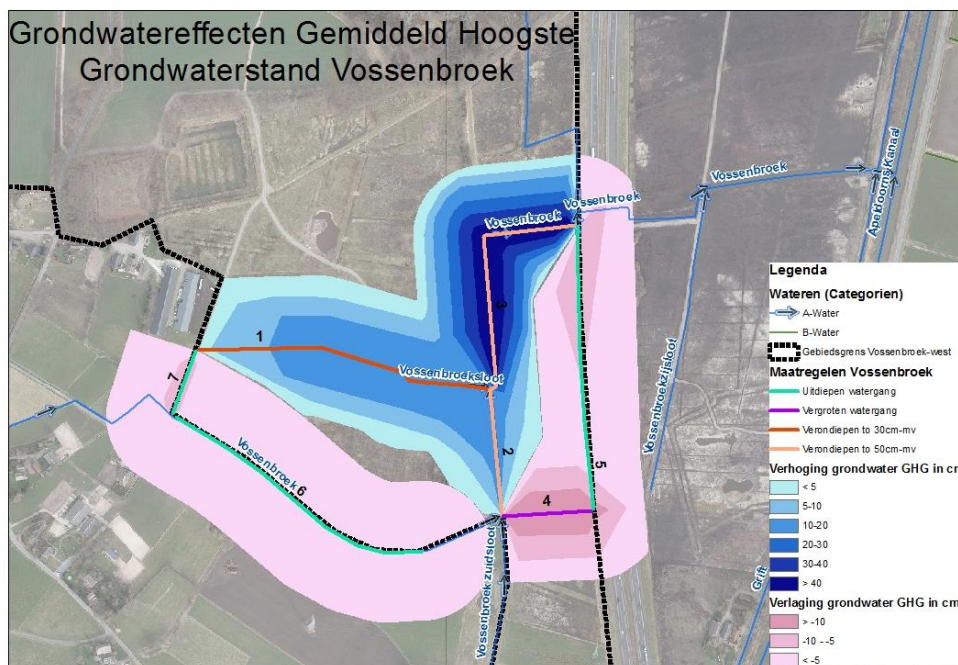 Grondwatereffecten Gemiddeld Hoogste
Grondwaterstand Vossenbroek
Vossenbroek
Apeldoorns Kanaal
Vossenbroek
Vossenbroek
3
1
Vossenbroeksloot
Vossenbroekzijsloot
7
2
5
Vossenbroek
6
4
Vossenbroekzuidsloot
Grift
Legenda
Wateren (Categorien)
A-Water
B-Water
Gebiedsgrens Vossenbroek-west
Maatregelen Vossenbroek
Uitdiepen watergang
Vergroten watergang
Verondiepen to 30cm-mv
Verondiepen to 50cm-mv
Verhoging grondwater GHG in cm
< 5
5-10
10-20
20-30
30-40
> 40
Verlaging grondwater GHG in cm
> -10
-10 - -5
< -5